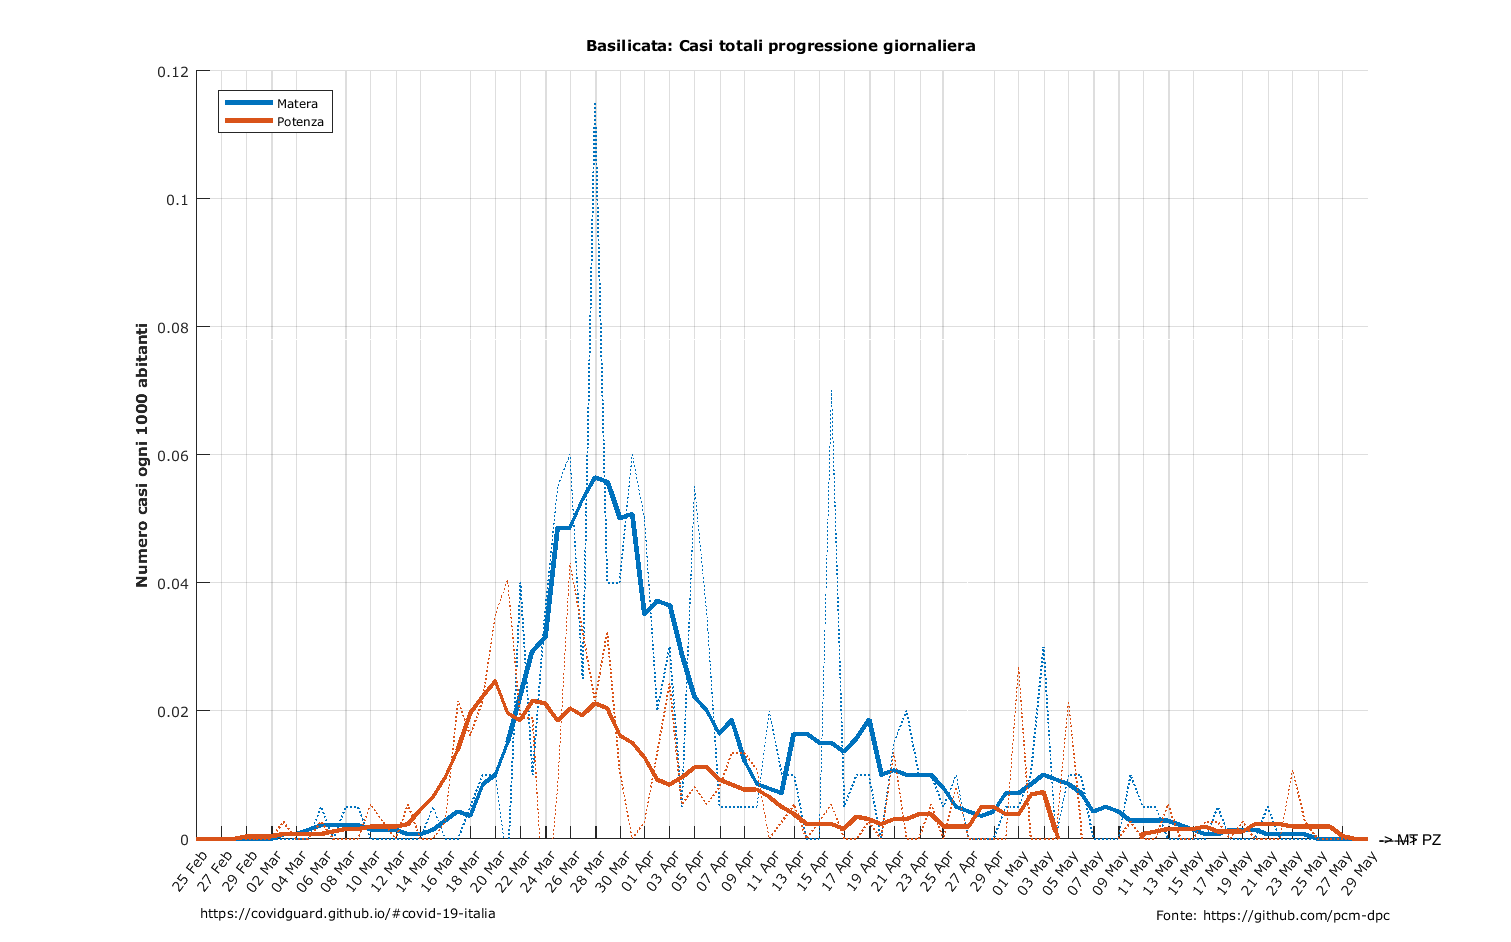 Basilicata: Casi totali progressione giornaliera
Numero casi ogni 1000 abitanti
0.12
0.1
0.08
0.06
0.04
0.02
0
Matera
Potenza
25 Feb
27 Feb
29 Feb
02 Mar
04 Mar
06 Mar
08 Mar
10 Mar
12 Mar
14 Mar
16 Mar
18 Mar
20 Mar
22 Mar
24 Mar
26 Mar
28 Mar
30 Mar
01 Apr
03 Apr
05 Apr
07 Apr
09 Apr
11 Apr
13 Apr
15 Apr
17 Apr
19 Apr
21 Apr
23 Apr
25 Apr
27 Apr
29 Apr
01 May
03 May
05 May
07 May
09 May
11 May
13 May
15 May
17 May
19 May
21 May
23 May
25 May
27 May
29 May
PZ
https://covidguard.github.io/#covid-19-italia
Fonte: https://github.com/pcm-dpc